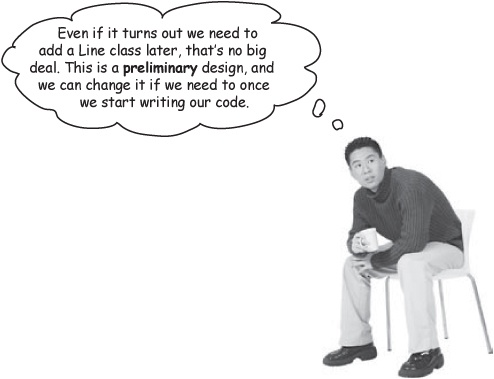 Even if it turns out we need to
add a Line class later, that's no big
deal. This is a preliminary design, and
we can change it if we need to once
we start writing our code.